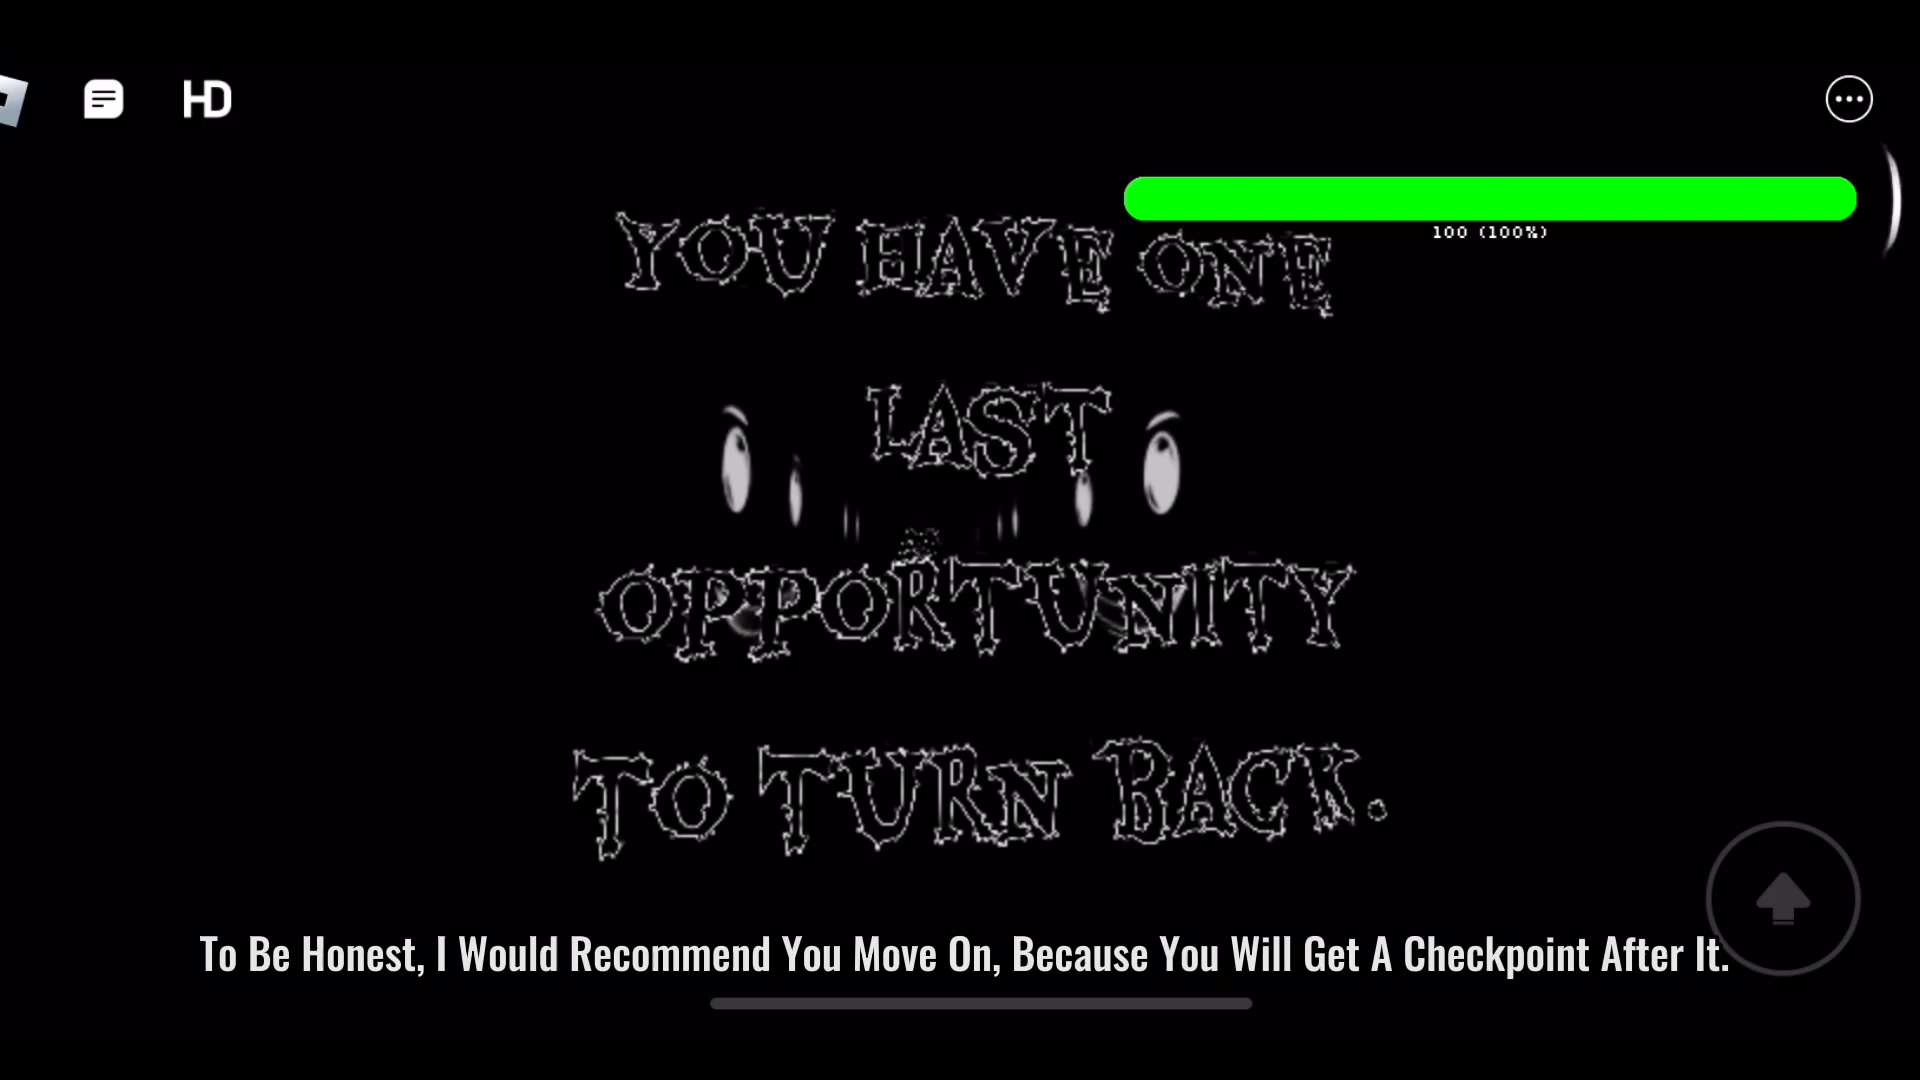 HD
100 (100%)
YOU HAVE ONE
LAST
OPPORTUNITY
TO TURN BACK.
To Be Honest, I Would Recommend You Move On, Because You Will Get A Checkpoint After It.